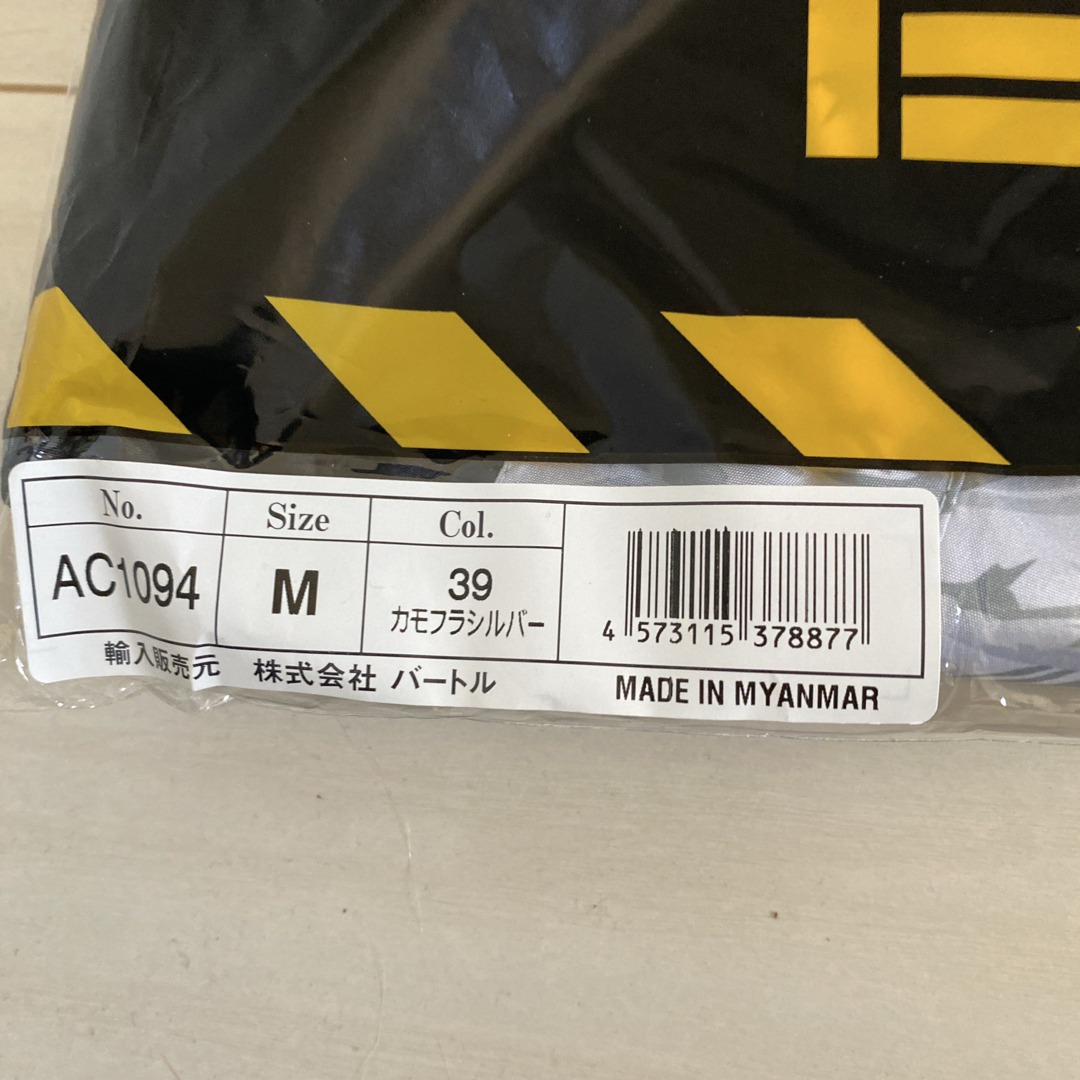 No. Size Col.
AC1094 M 39
カモフラシルバー
4 573115 378877
輸入販売元 株式会社 バートル
MADE IN MYANMAR